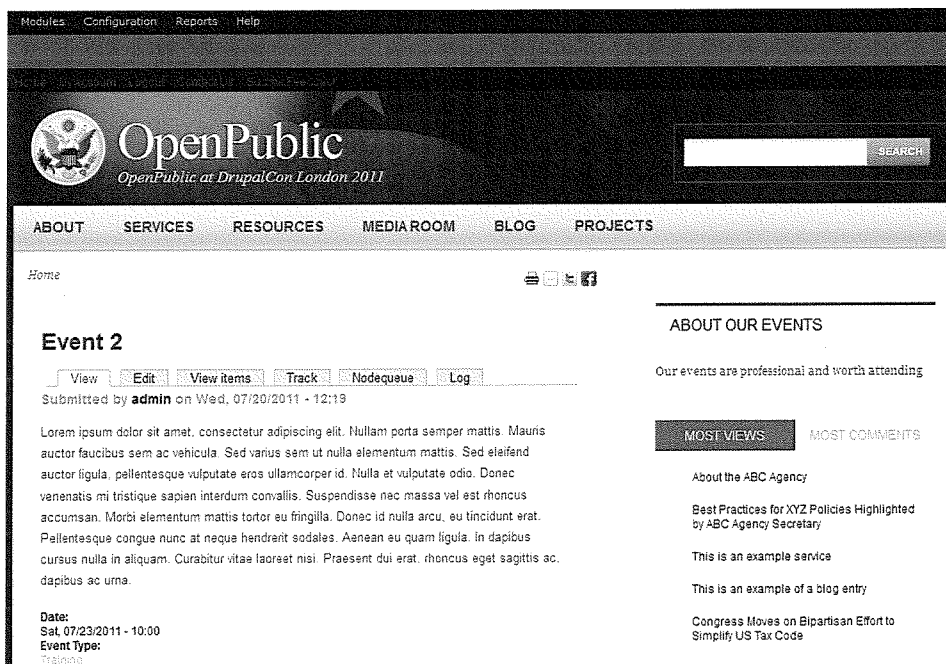 Modules Configuration Reports Help
OpenPublic
OpenPublic at DrupalCon London 2011
SEARCH
ABOUT SERVICES RESOURCES MEDIA ROOM BLOG PROJECTS
Home
Event 2
View Edit View items Track Nodequeue Log
Submitted by admin on Wed, 07/20/2011 - 12:19
Lorem ipsum dolor sit amet, consectetur adipiscing elit. Nullam porta semper mattis. Mauris
auctor faucibus sem ac vehicula. Sed varius sem ut nulla elementum mattis. Sed eleifend
auctor ligula, pellentesque vulputate eros ullamcorper id. Nulla et vulputate odio. Donec
venenatis mi tristique sapien interdum convallis. Suspendisse nec massa vel est rhoncus
accumsan. Morbi elementum mattis tortor eu fringilla. Donec id nulla arcu, eu tincidunt erat.
Pellentesque congue nunc at neque hendrerit sodales. Aenean eu quam ligula. In dapibus
cursus nulla in aliquam. Curabitur vitae laoreet nisi. Praesent dui erat, rhoncus eget sagittis ac,
dapibus ac urna.
Date:
Sat, 07/23/2011 - 10:00
Event Type:
Training
ABOUT OUR EVENTS
Our events are professional and worth attending
MOST VIEWS MOST COMMENTS
About the ABC Agency
Best Practices for XYZ Policies Highlighted
by ABC Agency Secretary
This is an example service
This is an example of a blog entry
Congress Moves on Bipartisan Effort to
Simplify US Tax Code